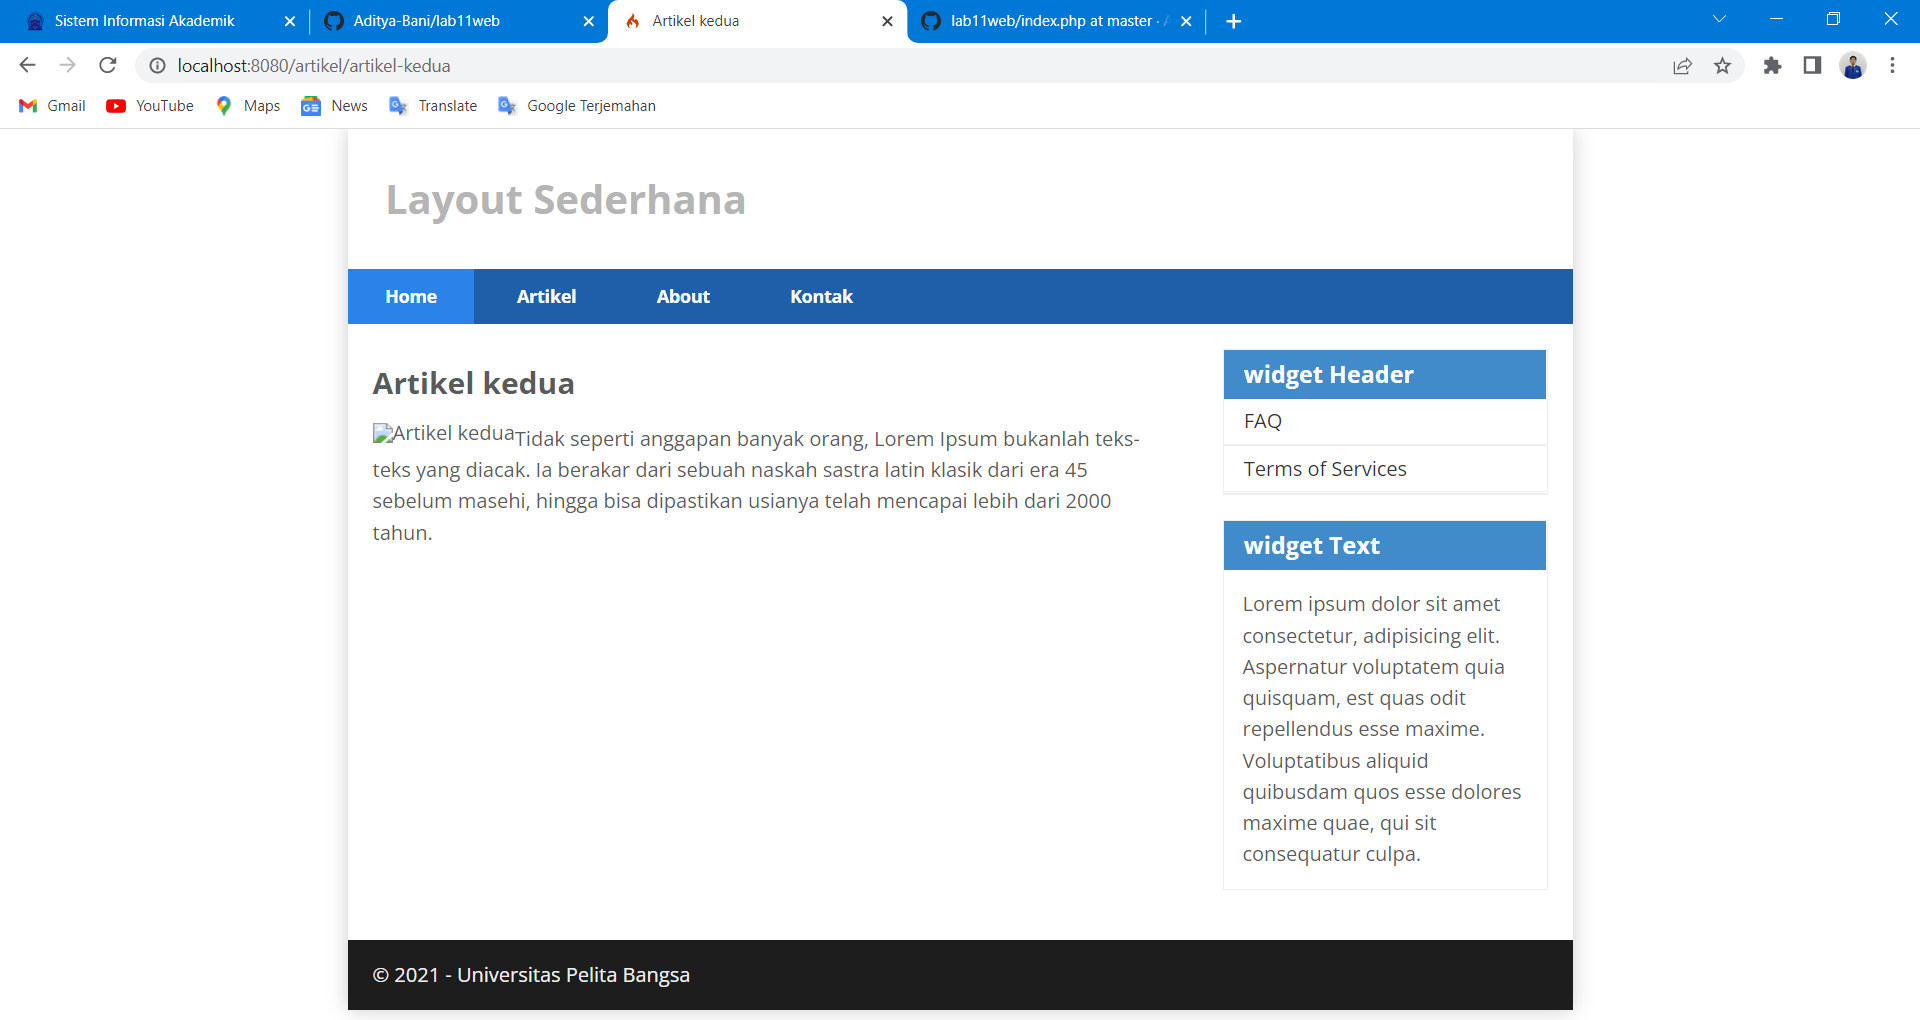 Sistem Informasi Akademik
Aditya-Bani/lab11web
Artikel kedua
lab11web/index.php at master ·
localhost:8080/artikel/artikel-kedua
Gmail
YouTube
Maps
News
Translate
Google Terjemahan
Layout Sederhana
Home
Artikel
About
Kontak
Artikel kedua
Artikel keduaTidak seperti anggapan banyak orang, Lorem Ipsum bukanlah teks-
teks yang diacak. Ia berakar dari sebuah naskah sastra latin klasik dari era 45
sebelum masehi, hingga bisa dipastikan usianya telah mencapai lebih dari 2000
tahun.
widget Header
FAQ
Terms of Services
widget Text
Lorem ipsum dolor sit amet
consectetur, adipisicing elit.
Aspernatur voluptatem quia
quisquam, est quas odit
repellendus esse maxime.
Voluptatibus aliquid
quibusdam quos esse dolores
maxime quae, qui sit
consequatur culpa.
© 2021 - Universitas Pelita Bangsa